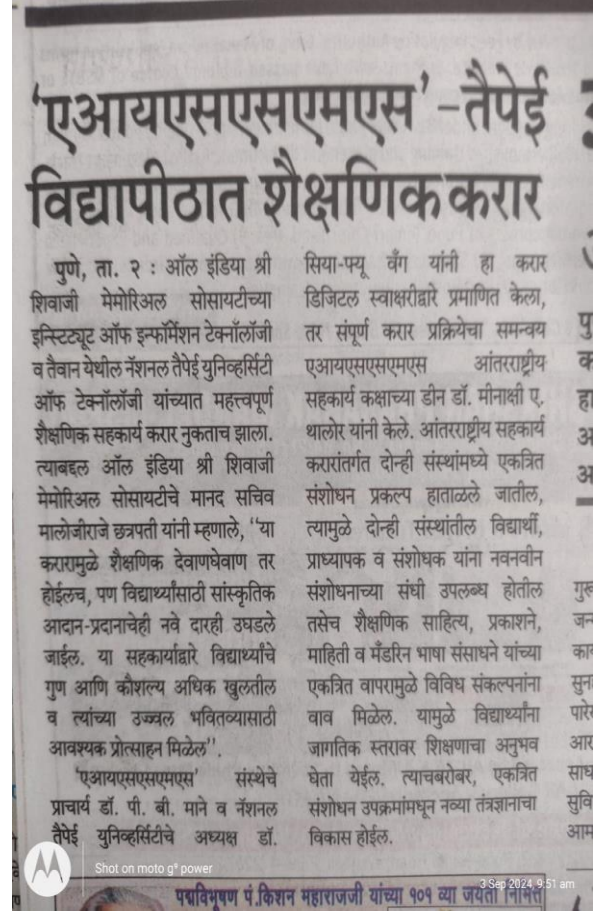 'एआयएसएसएमएस'-तैपेई
विद्यापीठात शैक्षणिक करार
पुणे, ता. २ : ऑल इंडिया श्री
शिवाजी मेमोरिअल सोसायटीच्या
इन्स्टिट्यूट ऑफ इन्फॉर्मेशन टेक्नॉलॉजी
व तैवान येथील नॅशनल तैपेई युनिव्हर्सिटी
ऑफ टेक्नॉलॉजी यांच्यात महत्त्वपूर्ण
शैक्षणिक सहकार्य करार नुकताच झाला.
त्याबद्दल ऑल इंडिया श्री शिवाजी
मेमोरिअल सोसायटीचे मानद सचिव
मालोजीराजे छत्रपती यांनी म्हणाले, "या
करारामुळे शैक्षणिक देवाणघेवाण तर
होईलच, पण विद्यार्थ्यांसाठी सांस्कृतिक
आदान-प्रदानाचेही नवे दारही उघडले
जाईल. या सहकार्याद्वारे विद्यार्थ्यांचे
गुण आणि कौशल्य अधिक खुलतील
व त्यांच्या उज्ज्वल भवितव्यासाठी
आवश्यक प्रोत्साहन मिळेल".
'एआयएसएसएमएस' संस्थेचे
प्राचार्य डॉ. पी. बी. माने व नॅशनल
तैपेई युनिव्हर्सिटीचे अध्यक्ष डॉ.
सिया-फ्यू वँग यांनी हा करार
डिजिटल स्वाक्षरीद्वारे प्रमाणित केला,
तर संपूर्ण करार प्रक्रियेचा समन्वय
एआयएसएसएमएस आंतरराष्ट्रीय
सहकार्य कक्षाच्या डीन डॉ. मीनाक्षी ए.
थालोर यांनी केले. आंतरराष्ट्रीय सहकार्य
करारांतर्गत दोन्ही संस्थांमध्ये एकत्रित
संशोधन प्रकल्प हाताळले जातील,
त्यामुळे दोन्ही संस्थांतील विद्यार्थी,
प्राध्यापक व संशोधक यांना नवनवीन
संशोधनाच्या संधी उपलब्ध होतील
तसेच शैक्षणिक साहित्य, प्रकाशने,
माहिती व मँडरिन भाषा संसाधने यांच्या
एकत्रित वापरामुळे विविध संकल्पनांना
वाव मिळेल. यामुळे विद्यार्थ्यांना
जागतिक स्तरावर शिक्षणाचा अनुभव
घेता येईल. त्याचबरोबर, एकत्रित
संशोधन उपक्रमांमधून नव्या तंत्रज्ञानाचा
विकास होईल.
Shot on moto g⁹ power
3 Sep 2024, 9:51 am
पद्मविभूषण पं.किशन महाराजजी यांच्या १०१ व्या जयंती निमित्त